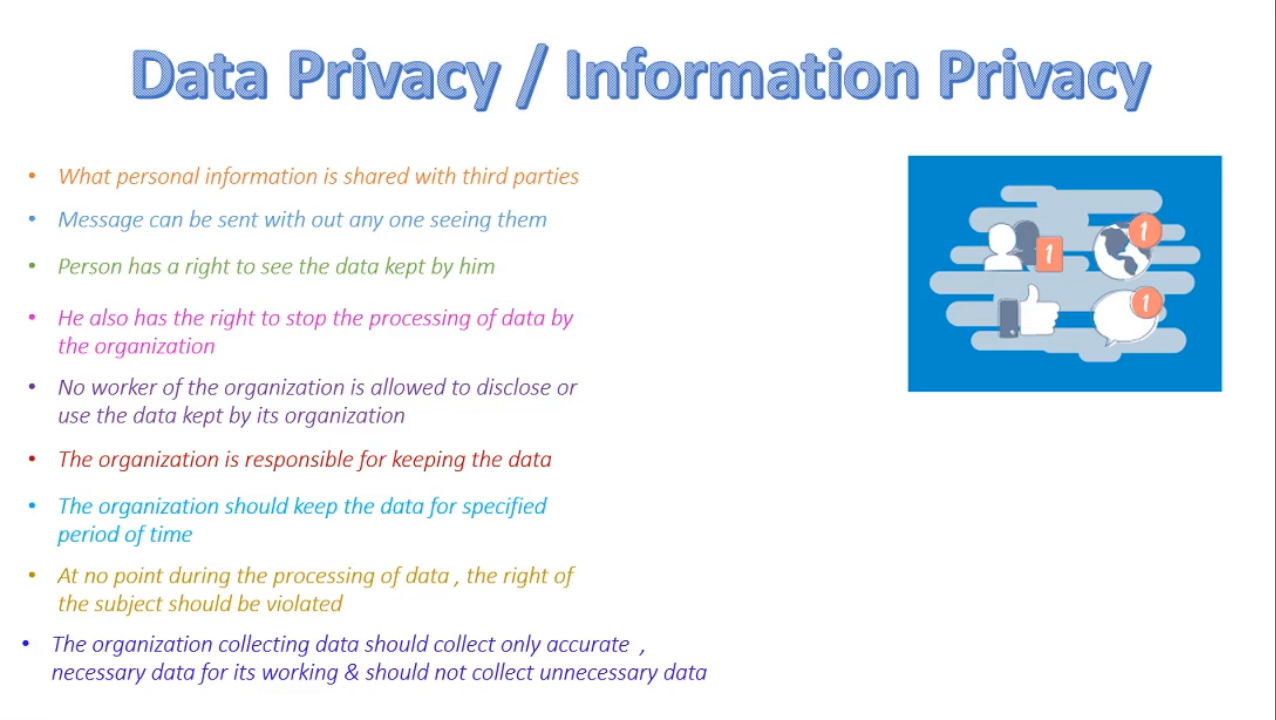 Data Privacy / Information Privacy
• What personal information is shared with third parties
• Message can be sent with out any one seeing them
• Person has a right to see the data kept by him
• He also has the right to stop the processing of data by
the organization
• No worker of the organization is allowed to disclose or
use the data kept by its organization
• The organization is responsible for keeping the data
• The organization should keep the data for specified
period of time
• At no point during the processing of data , the right of
the subject should be violated
• The organization collecting data should collect only accurate ,
necessary data for its working & should not collect unnecessary data
1
1
1